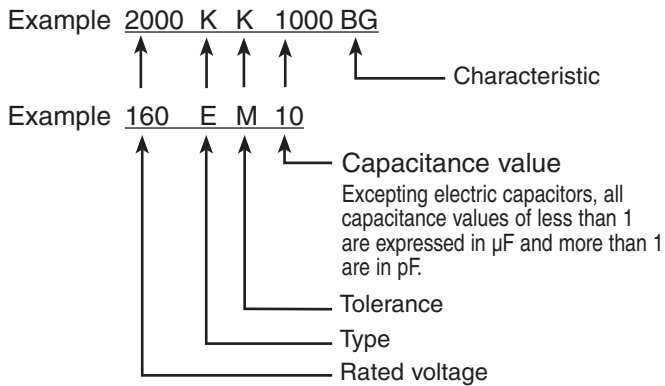 Example 2000 K K 1000 BG
Characteristic
Example 160 E M 10
Capacitance value
Excepting electric capacitors, all
capacitance values of less than 1
are expressed in µF and more than 1
are in pF.
Tolerance
Type
Rated voltage